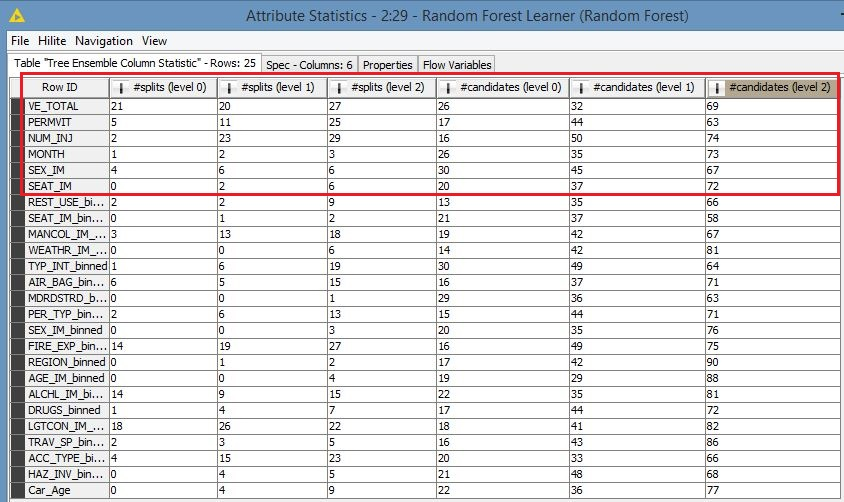 Attribute Statistics - 2:29 - Random Forest Learner (Random Forest)
File Hilite Navigation View
Table "Tree Ensemble Column Statistic" - Rows: 25 Spec - Columns: 6 Properties Flow Variables
Row ID #splits (level 0) #splits (level 1) #splits (level 2) #candidates (level 0) #candidates (level 1) #candidates (level 2)
VE_TOTAL 21 20 27 26 32 69
PERMVIT 5 11 25 17 44 63
NUM_INJ 2 23 29 16 50 74
MONTH 1 2 3 26 35 73
SEX_IM 4 6 6 30 45 67
SEAT_IM 0 2 6 20 37 72
REST_USE_bi... 2 2 9 13 35 66
SEAT_IM_bin... 0 1 2 21 37 58
MANCOL_IM_... 3 13 18 19 42 67
WEATHR_IM_... 0 0 6 14 42 81
TYP_INT_binned 1 6 19 30 49 64
AIR_BAG_bin... 6 5 15 16 37 71
MDRDSTRD_b... 0 0 1 29 36 63
PER_TYP_bin... 2 6 13 15 44 71
SEX_IM_binned 0 0 3 20 35 76
FIRE_EXP_bin... 14 19 27 16 49 75
REGION_binned 0 1 2 17 42 90
AGE_IM_binned 0 0 4 19 29 88
ALCHL_IM_bi... 14 9 15 22 35 81
DRUGS_binned 1 4 7 17 44 72
LGTCON_IM_... 18 26 22 18 41 82
TRAV_SP_bin... 2 3 5 16 43 86
ACC_TYPE_bin... 4 15 23 20 33 66
HAZ_INV_bin... 0 4 5 21 48 68
Car_Age 0 4 9 22 36 77